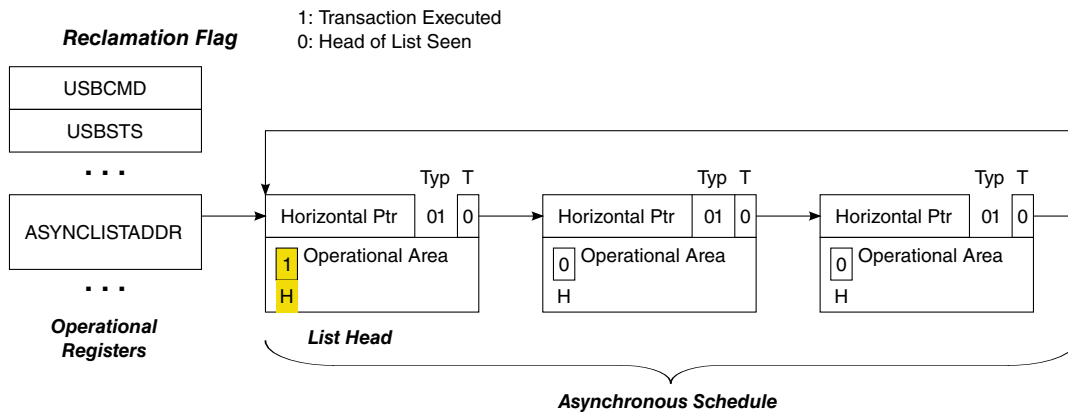 1: Transaction Executed
Reclamation Flag
0: Head of List Seen
USBCMD
USBSTS
. . .
Typ T Typ T Typ T
ASYNCLISTADDR Horizontal Ptr 01 0 Horizontal Ptr 01 0 Horizontal Ptr 01 0
1 Operational Area 0 Operational Area 0 Operational Area
. . .
H H H
Operational
Registers
List Head
Asynchronous Schedule